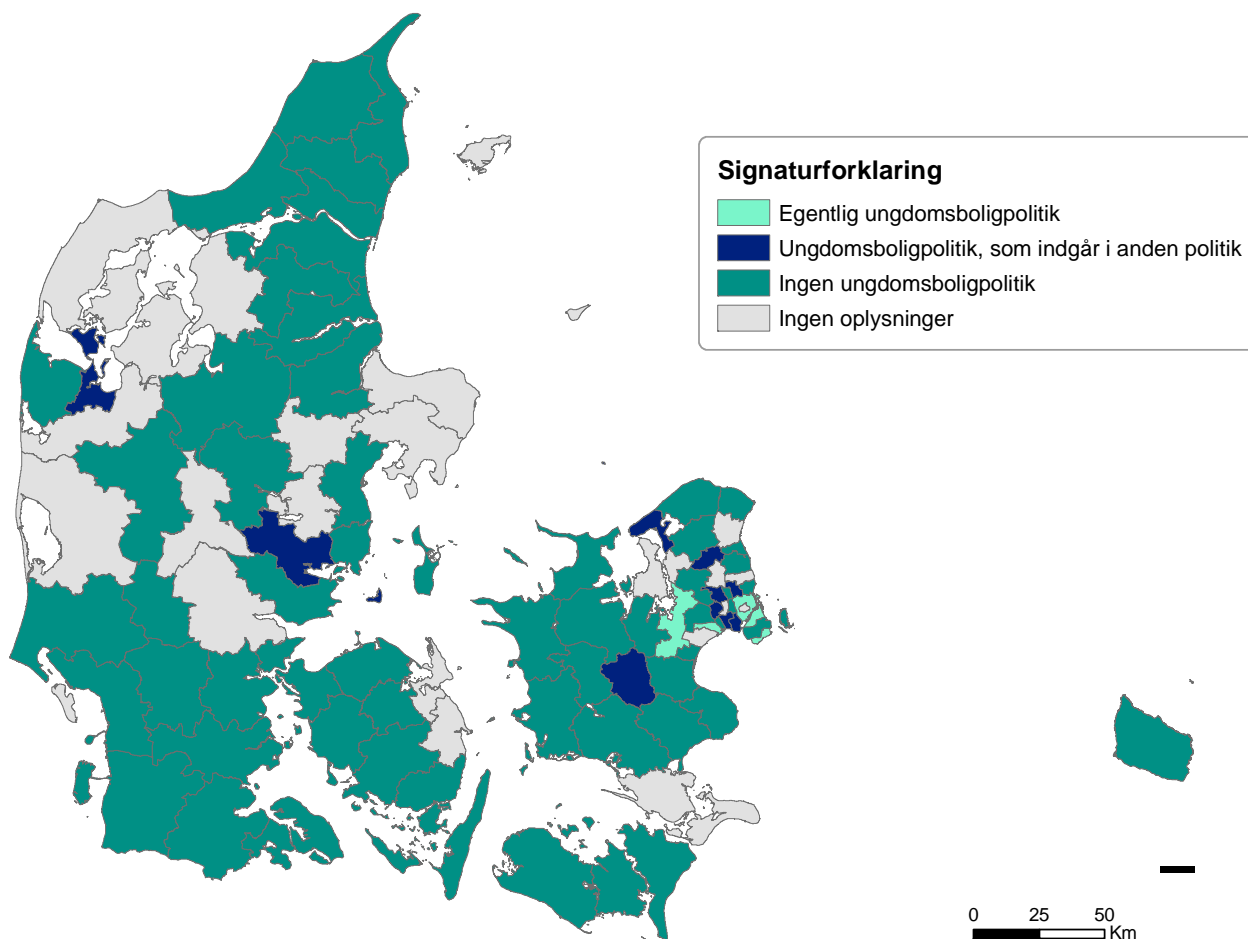 Signaturforklaring
Egentlig ungdomsboligpolitik
Ungdomsboligpolitik, som indgår i anden politik
Ingen ungdomsboligpolitik
Ingen oplysninger
0 25 50
Km